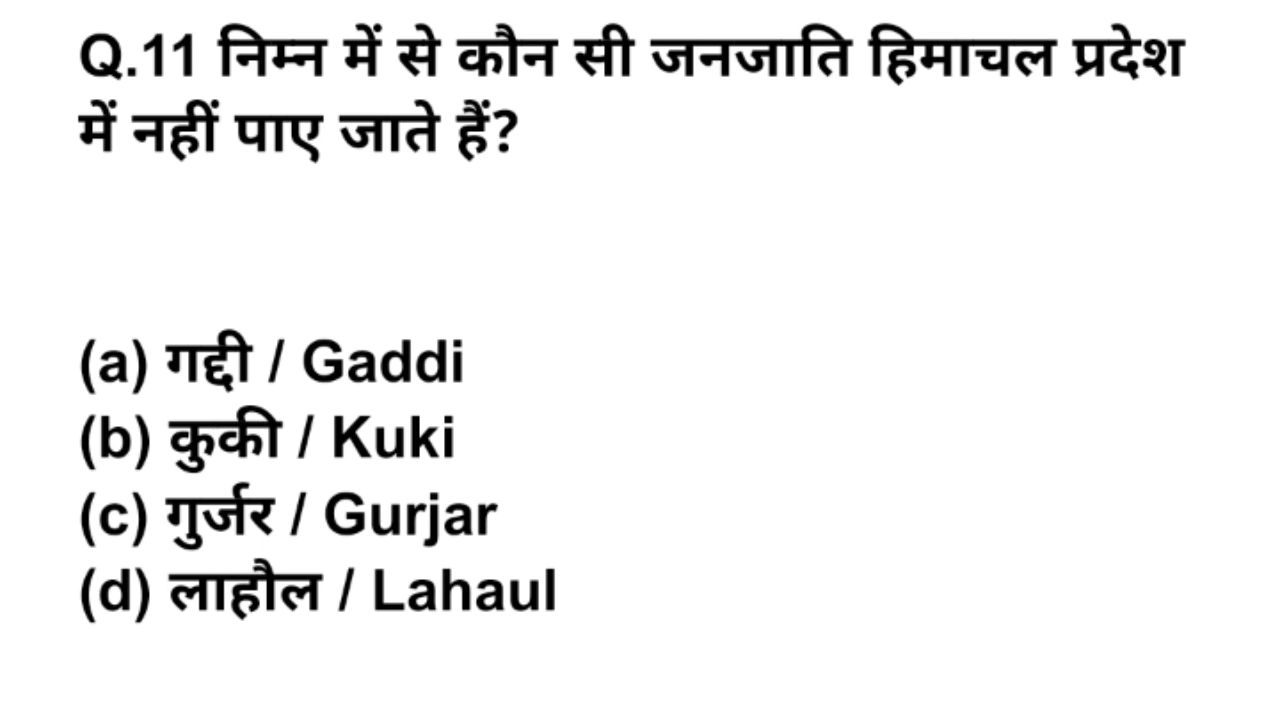 Q.11 निम्न में से कौन सी जनजाति हिमाचल प्रदेश
में नहीं पाए जाते हैं?
(a) गद्दी / Gaddi
(b) कुकी / Kuki
(c) गुर्जर / Gurjar
(d) लाहौल / Lahaul